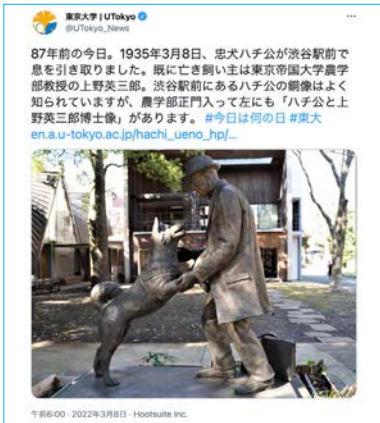 東京大学 | UTokyo
@UTokyo_News
87年前の今日。1935年3月8日、忠犬ハチ公が渋谷駅前で
息を引き取りました。既に亡き飼い主は東京帝国大学農学
部教授の上野英三郎。渋谷駅前にあるハチ公の銅像はよく
知られていますが、農学部正門入って左にも「ハチ公と上
野英三郎博士像」があります。 #今日は何の日 #東大
en.a.u-tokyo.ac.jp/hachi_ueno_hp/...
午前6:00 · 2022年3月8日 · Hootsuite Inc.